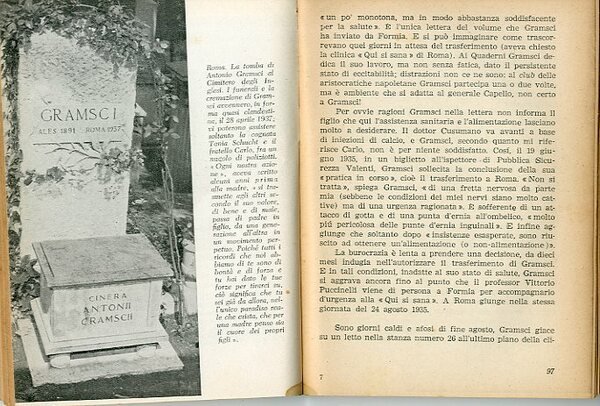 GRAMSCI
ALES 1891 ROMA 1937
CINERA
ANTONII
GRAMSCII
Roma. La tomba di
Antonio Gramsci al
Cimitero degli In-
glesi. I funerali e la
cremazione di Gram-
sci avvennero, in for-
ma quasi clandesti-
na, il 28 aprile 1937;
vi poterono assistere
soltanto la cognata
Tania Schucht e il
fratello Carlo, fra un
nuvolo di poliziotti.
« Ogni nostra azio-
ne », aveva scritto
alcuni anni prima
alla madre, « si tra-
smette agli altri se-
condo il suo valore,
di bene e di male,
passa di padre in
figlio, da una gene-
razione all'altra in
un movimento per-
petuo. Poiché tutti i
ricordi che noi ab-
biamo di te sono di
bontà e di forza e
tu hai dato le tue
forze per tirarci su,
ciò significa che tu
sei già da allora, nel-
l'unico paradiso rea-
le che esista, che per
una madre penso sia
il cuore dei propri
figli ».
« un po' monotona, ma in modo abbastanza soddisfacente
per la salute ». È l'unica lettera del volume che Gramsci
ha inviato da Formia. E si può immaginare come trascor-
revano quei giorni in attesa del trasferimento (aveva chiesto
la clinica « Qui si sana » di Roma). Ai Quaderni Gramsci de-
dica il suo lavoro, ma non senza fatica, dato il persistente
stato di eccitabilità; distrazioni non ce ne sono: al club delle
aristocratiche napoletane Gramsci partecipa una o due volte,
ma è ambiente che si adatta al generale Capello, non certo
a Gramsci!
Per ovvie ragioni Gramsci nella lettera non informa il
figlio che qui l'assistenza sanitaria e l'alimentazione lasciano
molto a desiderare. Il dottor Cusumano va avanti a base
di iniezioni di calcio, e Gramsci, secondo quanto mi rife-
risce Carlo, non è per niente soddisfatto. Così, il 19 giu-
gno 1935, in un biglietto all'ispettore di Pubblica Sicu-
rezza Valenti, Gramsci sollecita la conclusione della sua
« pratica in corso », cioè il trasferimento a Roma. « Non si
tratta », spiega Gramsci, « di una fretta nervosa da parte
mia (sebbene le condizioni dei miei nervi siano molto cat-
tive) ma di una urgenza ragionata ». È sofferente di un at-
tacco di gotta e di una punta d'ernia all'ombelico, « molto
più pericolosa delle punte d'ernie inguinali ». E infine ag-
giunge che soltanto dopo « insistenze esasperate, sono riu-
scito ad ottenere un'alimentazione (o non-alimentazione) ».
La burocrazia è lenta a prendere una decisione, da dieci
mesi indugia nell'autorizzare il trasferimento di Gramsci.
E in tali condizioni, inadatte al suo stato di salute, Gramsci
si aggrava ancora fino al punto che il professor Vittorio
Puccinelli viene di persona a Formia per accompagnarlo
d'urgenza alla « Qui si sana ». A Roma giunge nella stessa
giornata del 24 agosto 1935.
Sono giorni caldi e afosi di fine agosto, Gramsci giace
su un letto nella stanza numero 26 all'ultimo piano della cli-
7
97